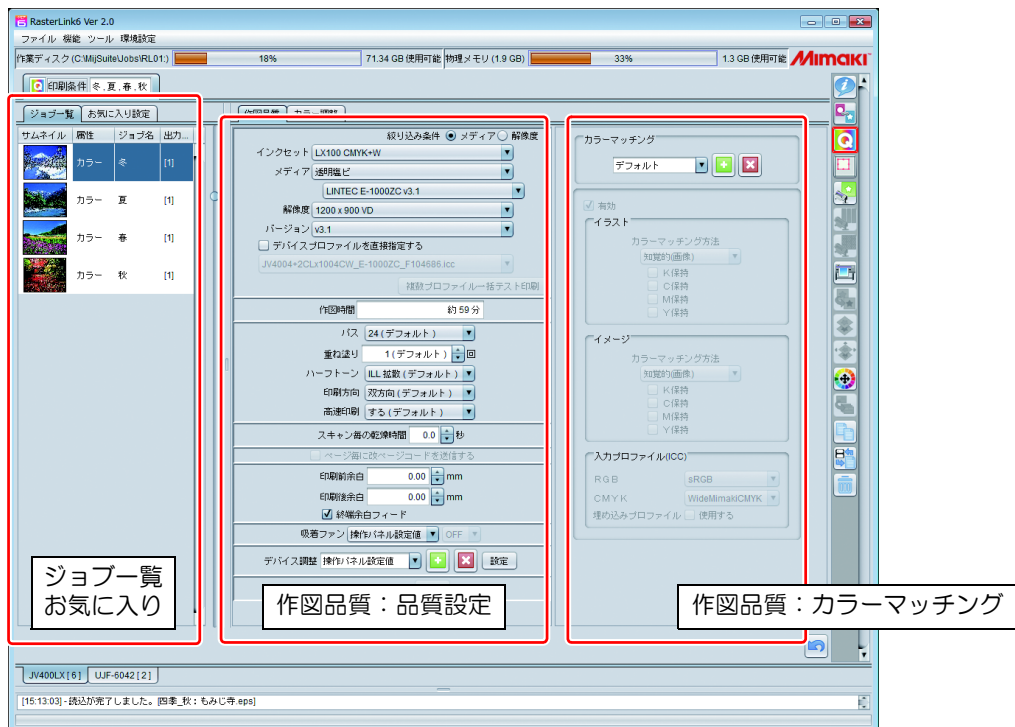 RasterLink6 Ver 2.0
ファイル 機能 ツール 環境設定
作業ディスク(C:\MijSuite\Jobs\RL01:) 18% 71.34 GB 使用可能 物理メモリ(1.9 GB) 33% 1.3 GB 使用可能 Mimaki
印刷条件 冬,夏,春,秋
ジョブ一覧 お気に入り設定
サムネイル 属性 ジョブ名 出力...
カラー 冬 [1]
カラー 夏 [1]
カラー 春 [1]
カラー 秋 [1]
ジョブ一覧
お気に入り
作図品質 カラー調整
絞り込み条件 メディア 解像度
インクセット LX100 CMYK+W
メディア 透明塩ビ
LINTEC E-1000ZC v3.1
解像度 1200 x 900 VD
バージョン v3.1
デバイスプロファイルを直接指定する
JV4004+2CLx1004CW_E-1000ZC_F104686.icc
複数プロファイル一括テスト印刷
作図時間 約 59 分
パス 24(デフォルト)
重ね塗り 1(デフォルト) 回
ハーフトーン ILL 拡散(デフォルト)
印刷方向 双方向(デフォルト)
高速印刷 する(デフォルト)
スキャン毎の乾燥時間 0.0 秒
ページ毎に改ページコードを送信する
印刷前余白 0.00 mm
印刷後余白 0.00 mm
終端余白フィード
吸着ファン 操作パネル設定値 OFF
デバイス調整 操作パネル設定値 設定
作図品質：品質設定
カラーマッチング
デフォルト
有効
イラスト
カラーマッチング方法
知覚的(画像)
K保持
C保持
M保持
Y保持
イメージ
カラーマッチング方法
知覚的(画像)
K保持
C保持
M保持
Y保持
入力プロファイル(ICC)
RGB sRGB
CMYK WideMimakiCMYK
埋め込みプロファイル 使用する
作図品質：カラーマッチング
JV400LX [ 6 ] UJF-6042 [ 2 ]
[15:13:03] - 読込が完了しました。[四季_秋：もみじ寺.eps]